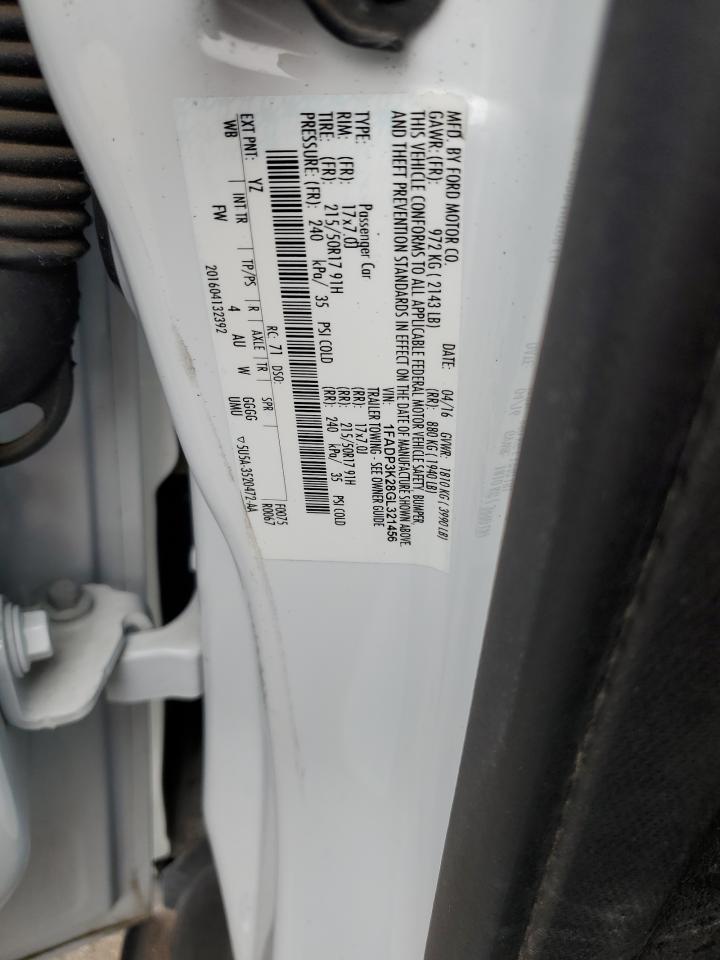 MFD. BY FORD MOTOR CO.
DATE: 04/16 GVWR: 1810 KG ( 3990 LB)
GAWR: (FR): 972 KG ( 2143 LB) (RR): 880 KG ( 1940 LB)
THIS VEHICLE CONFORMS TO ALL APPLICABLE FEDERAL MOTOR VEHICLE SAFETY, BUMPER,
AND THEFT PREVENTION STANDARDS IN EFFECT ON THE DATE OF MANUFACTURE SHOWN ABOVE.
VIN: 1FADP3K28GL321456
TYPE: Passenger Car TRAILER TOWING - SEE OWNER GUIDE
RIM: (FR): 17x7.0J (RR): 17x7.0J
TIRE: (FR): 215/50R17 91H (RR): 215/50R17 91H
PRESSURE: (FR): 240 kPa/ 35 PSI COLD (RR): 240 kPa/ 35 PSI COLD
RC: 71 DSO: F0075
R0067
EXT PNT: YZ INT TR TP/PS R AXLE TR SPR
WB FW 4 AU W GGGG UMU
201604132392 ▽5U5A-3520472-AA